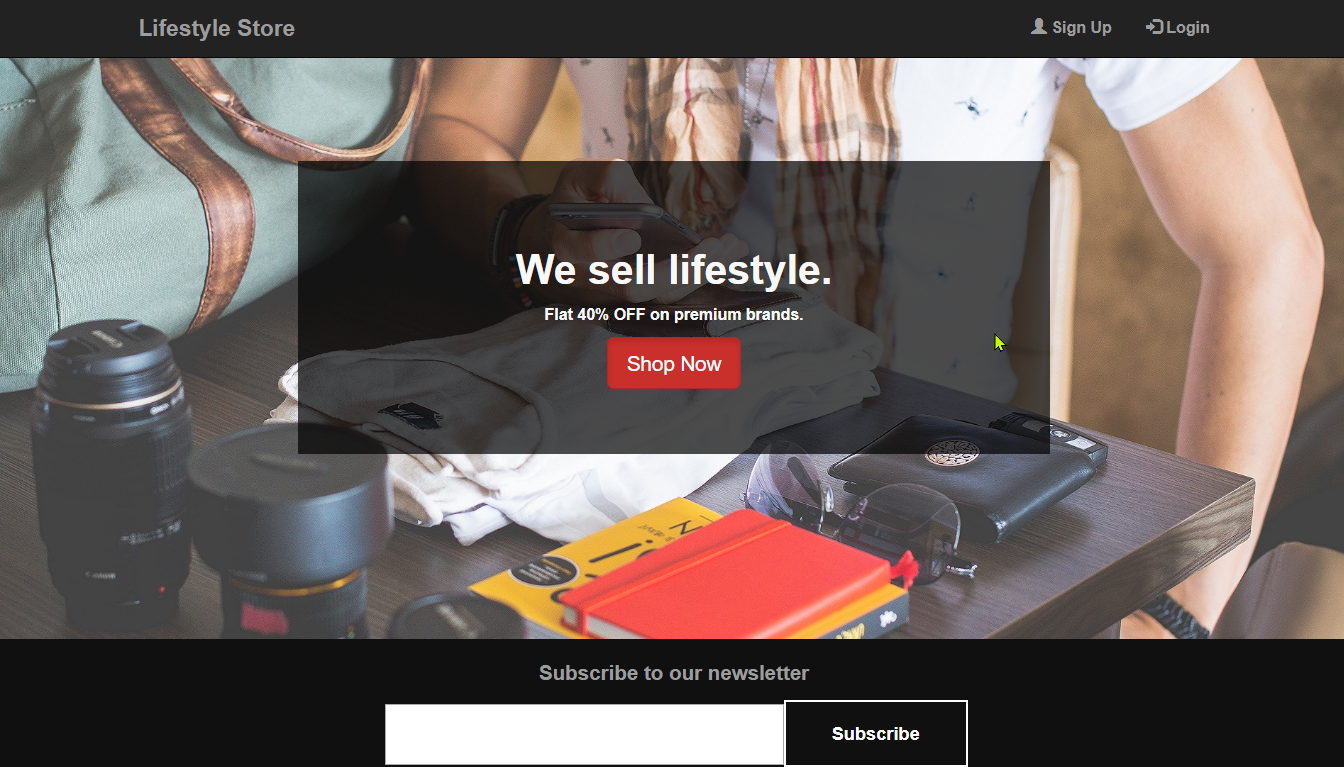 Lifestyle Store
Sign Up
Login
We sell lifestyle.
Flat 40% OFF on premium brands.
Shop Now
Canon
Subscribe to our newsletter
Subscribe